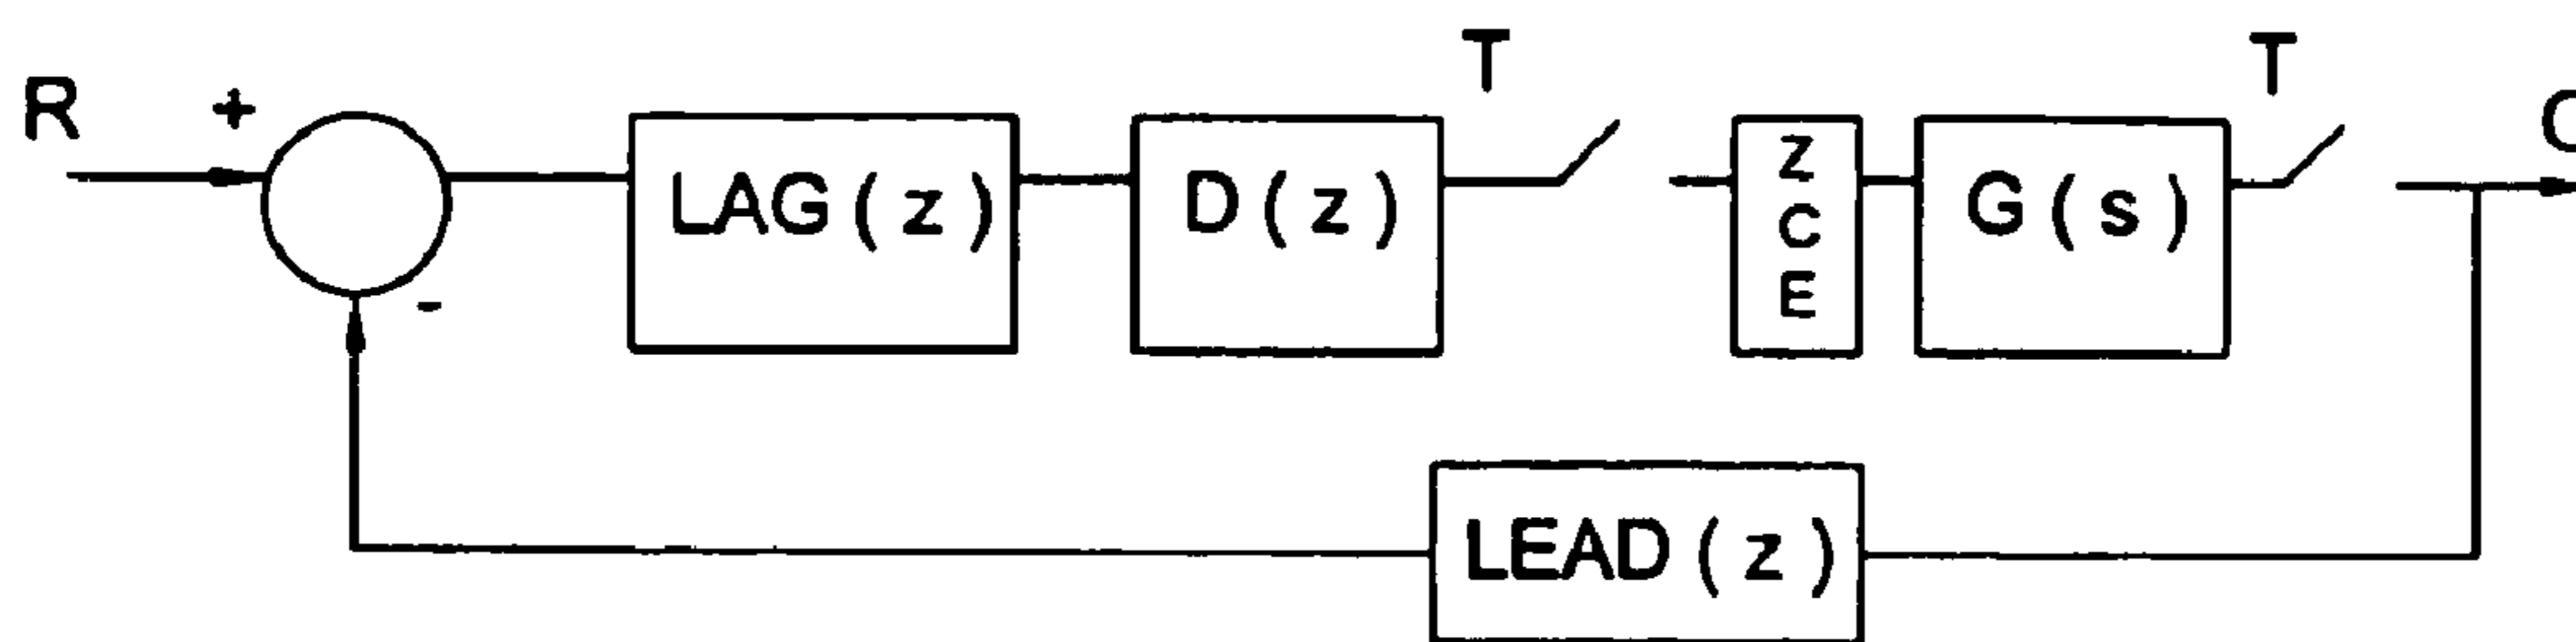 T
T
R
+
LAG ( z )
D ( z )
Z
C
E
G ( s )
C
-
LEAD ( z )